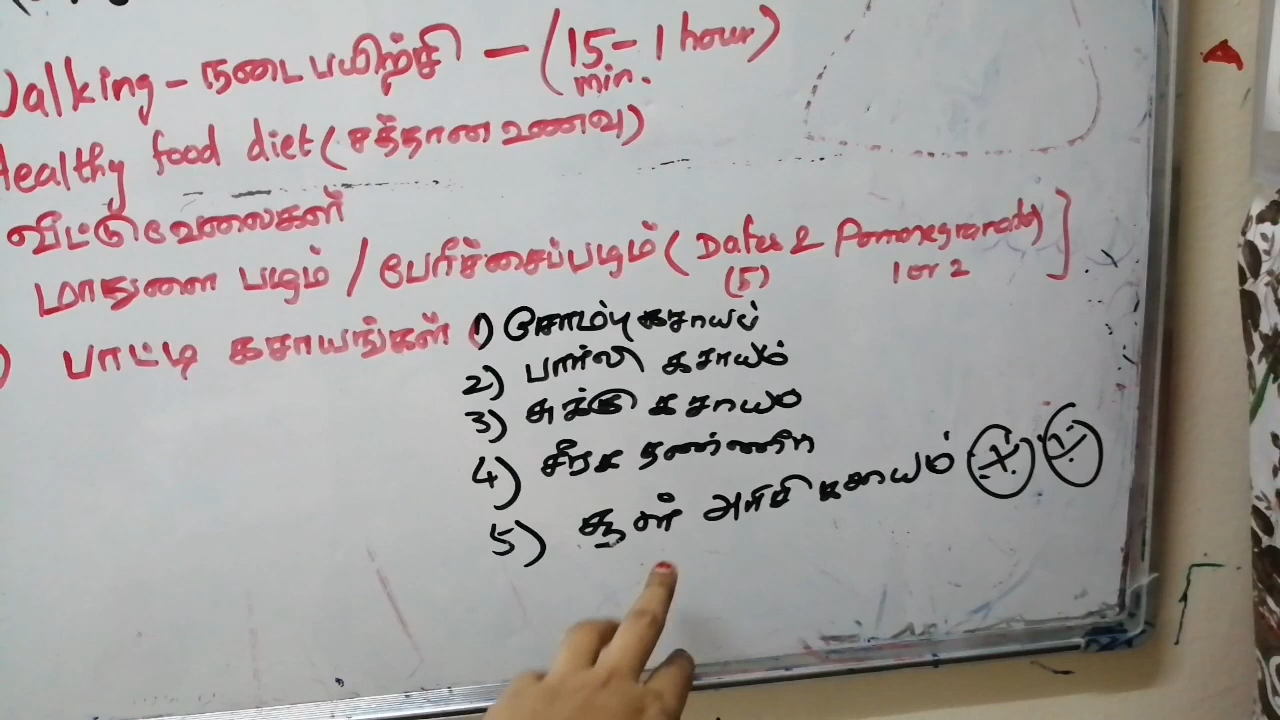 Walking - நடைபயிற்சி - (15 - 1 hour)
min.
Healthy food diet (சத்தான உணவு)
வீட்டு வேலைகள்
மாதுளை பழம் / பேரிச்சைப்பழம் ( Dates & Pomegranate) ]
(5) 1 or 2
) பாட்டி கசாயங்கள் 1) சோம்பு கசாயம்
2) பார்லி கசாயம்
3) சுக்கு கசாயம்
4) சீரக தண்ணீர்
5) அரிசி கசாயம்